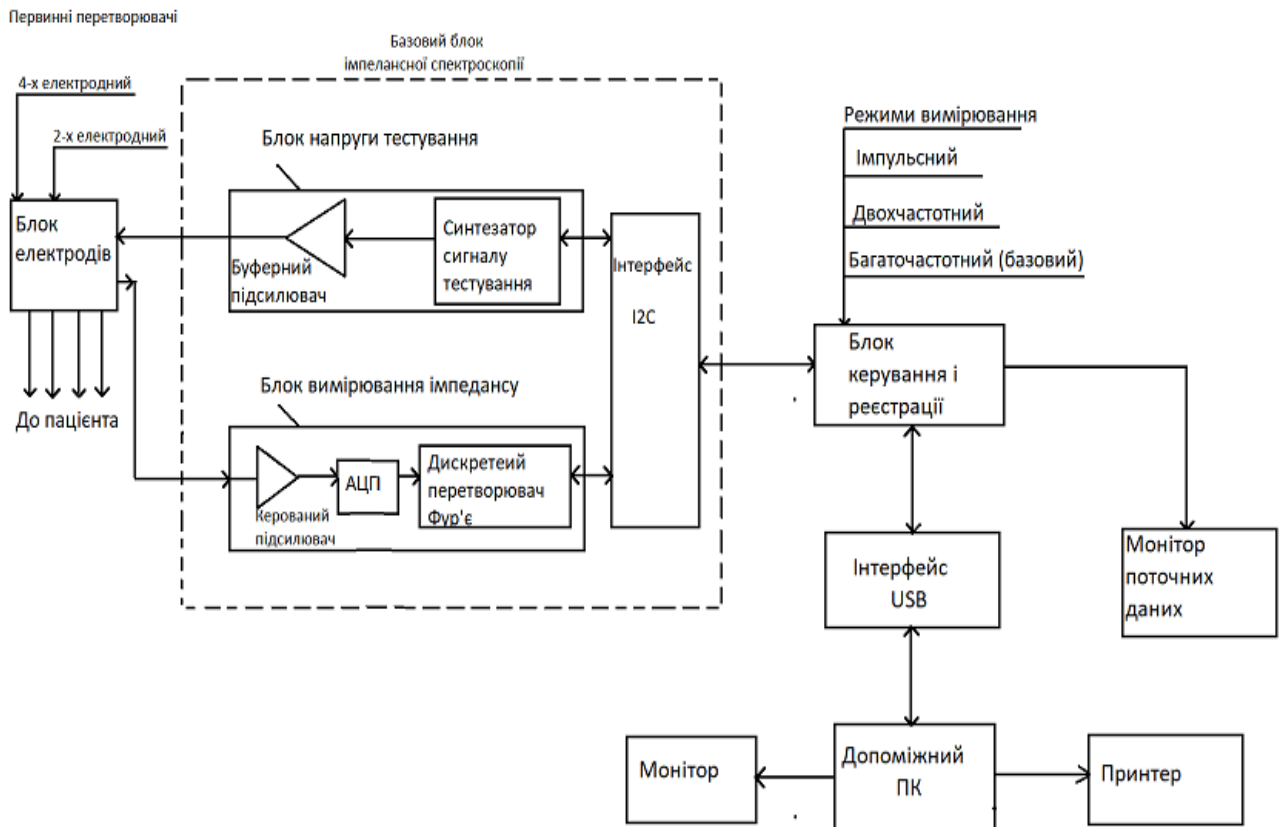 Первинні перетворювачі
Базовий блок
імпелансної спектроскопії
4-х електродний
2-х електродний
Блок
електродів
До пацієнта
Блок напруги тестування
Буферний
підсилювач
Синтезатор
сигналу
тестування
Інтерфейс
I2C
Блок вимірювання імпедансу
Керований
підсилювач
АЦП
Дискретеий
перетворювач
Фур'є
Режими вимірювання
Імпульсний
Двохчастотний
Багаточастотний (базовий)
Блок
керування і
реєстрації
Інтерфейс
USB
Монітор
поточних
даних
Монітор
Допоміжний
ПК
Принтер